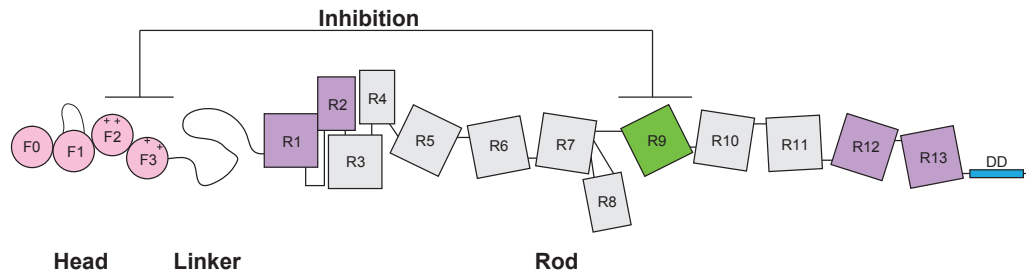 Inhibition
F0
F1
+ +
F2
+ +
F3
R1
R2
R3
R4
R5
R6
R7
R8
R9
R10
R11
R12
R13
DD
Head Linker Rod